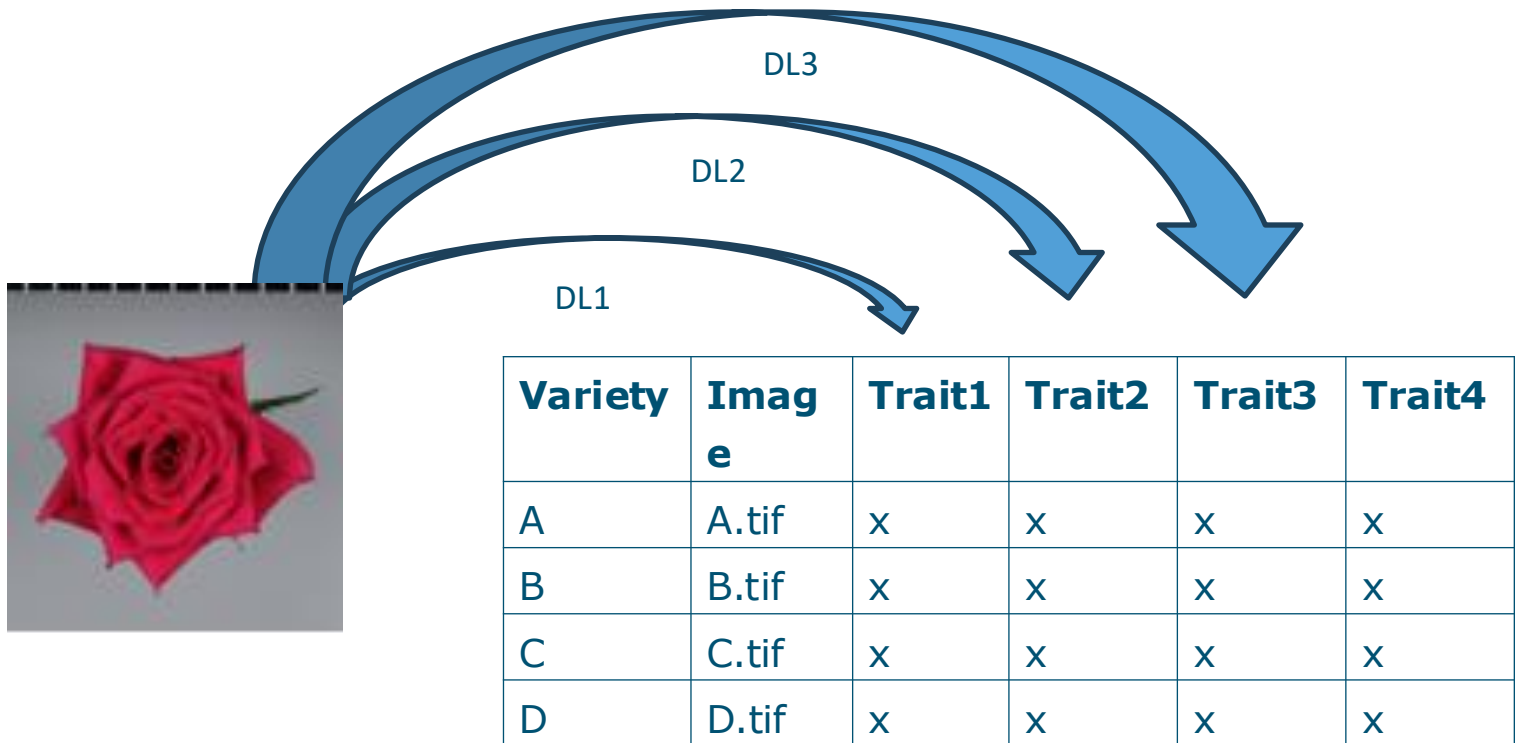 DL3
DL2
DL1
Variety Imag Trait1 Trait2 Trait3 Trait4
e
A A.tif x x x x
B B.tif x x x x
C C.tif x x x x
D D.tif x x x x